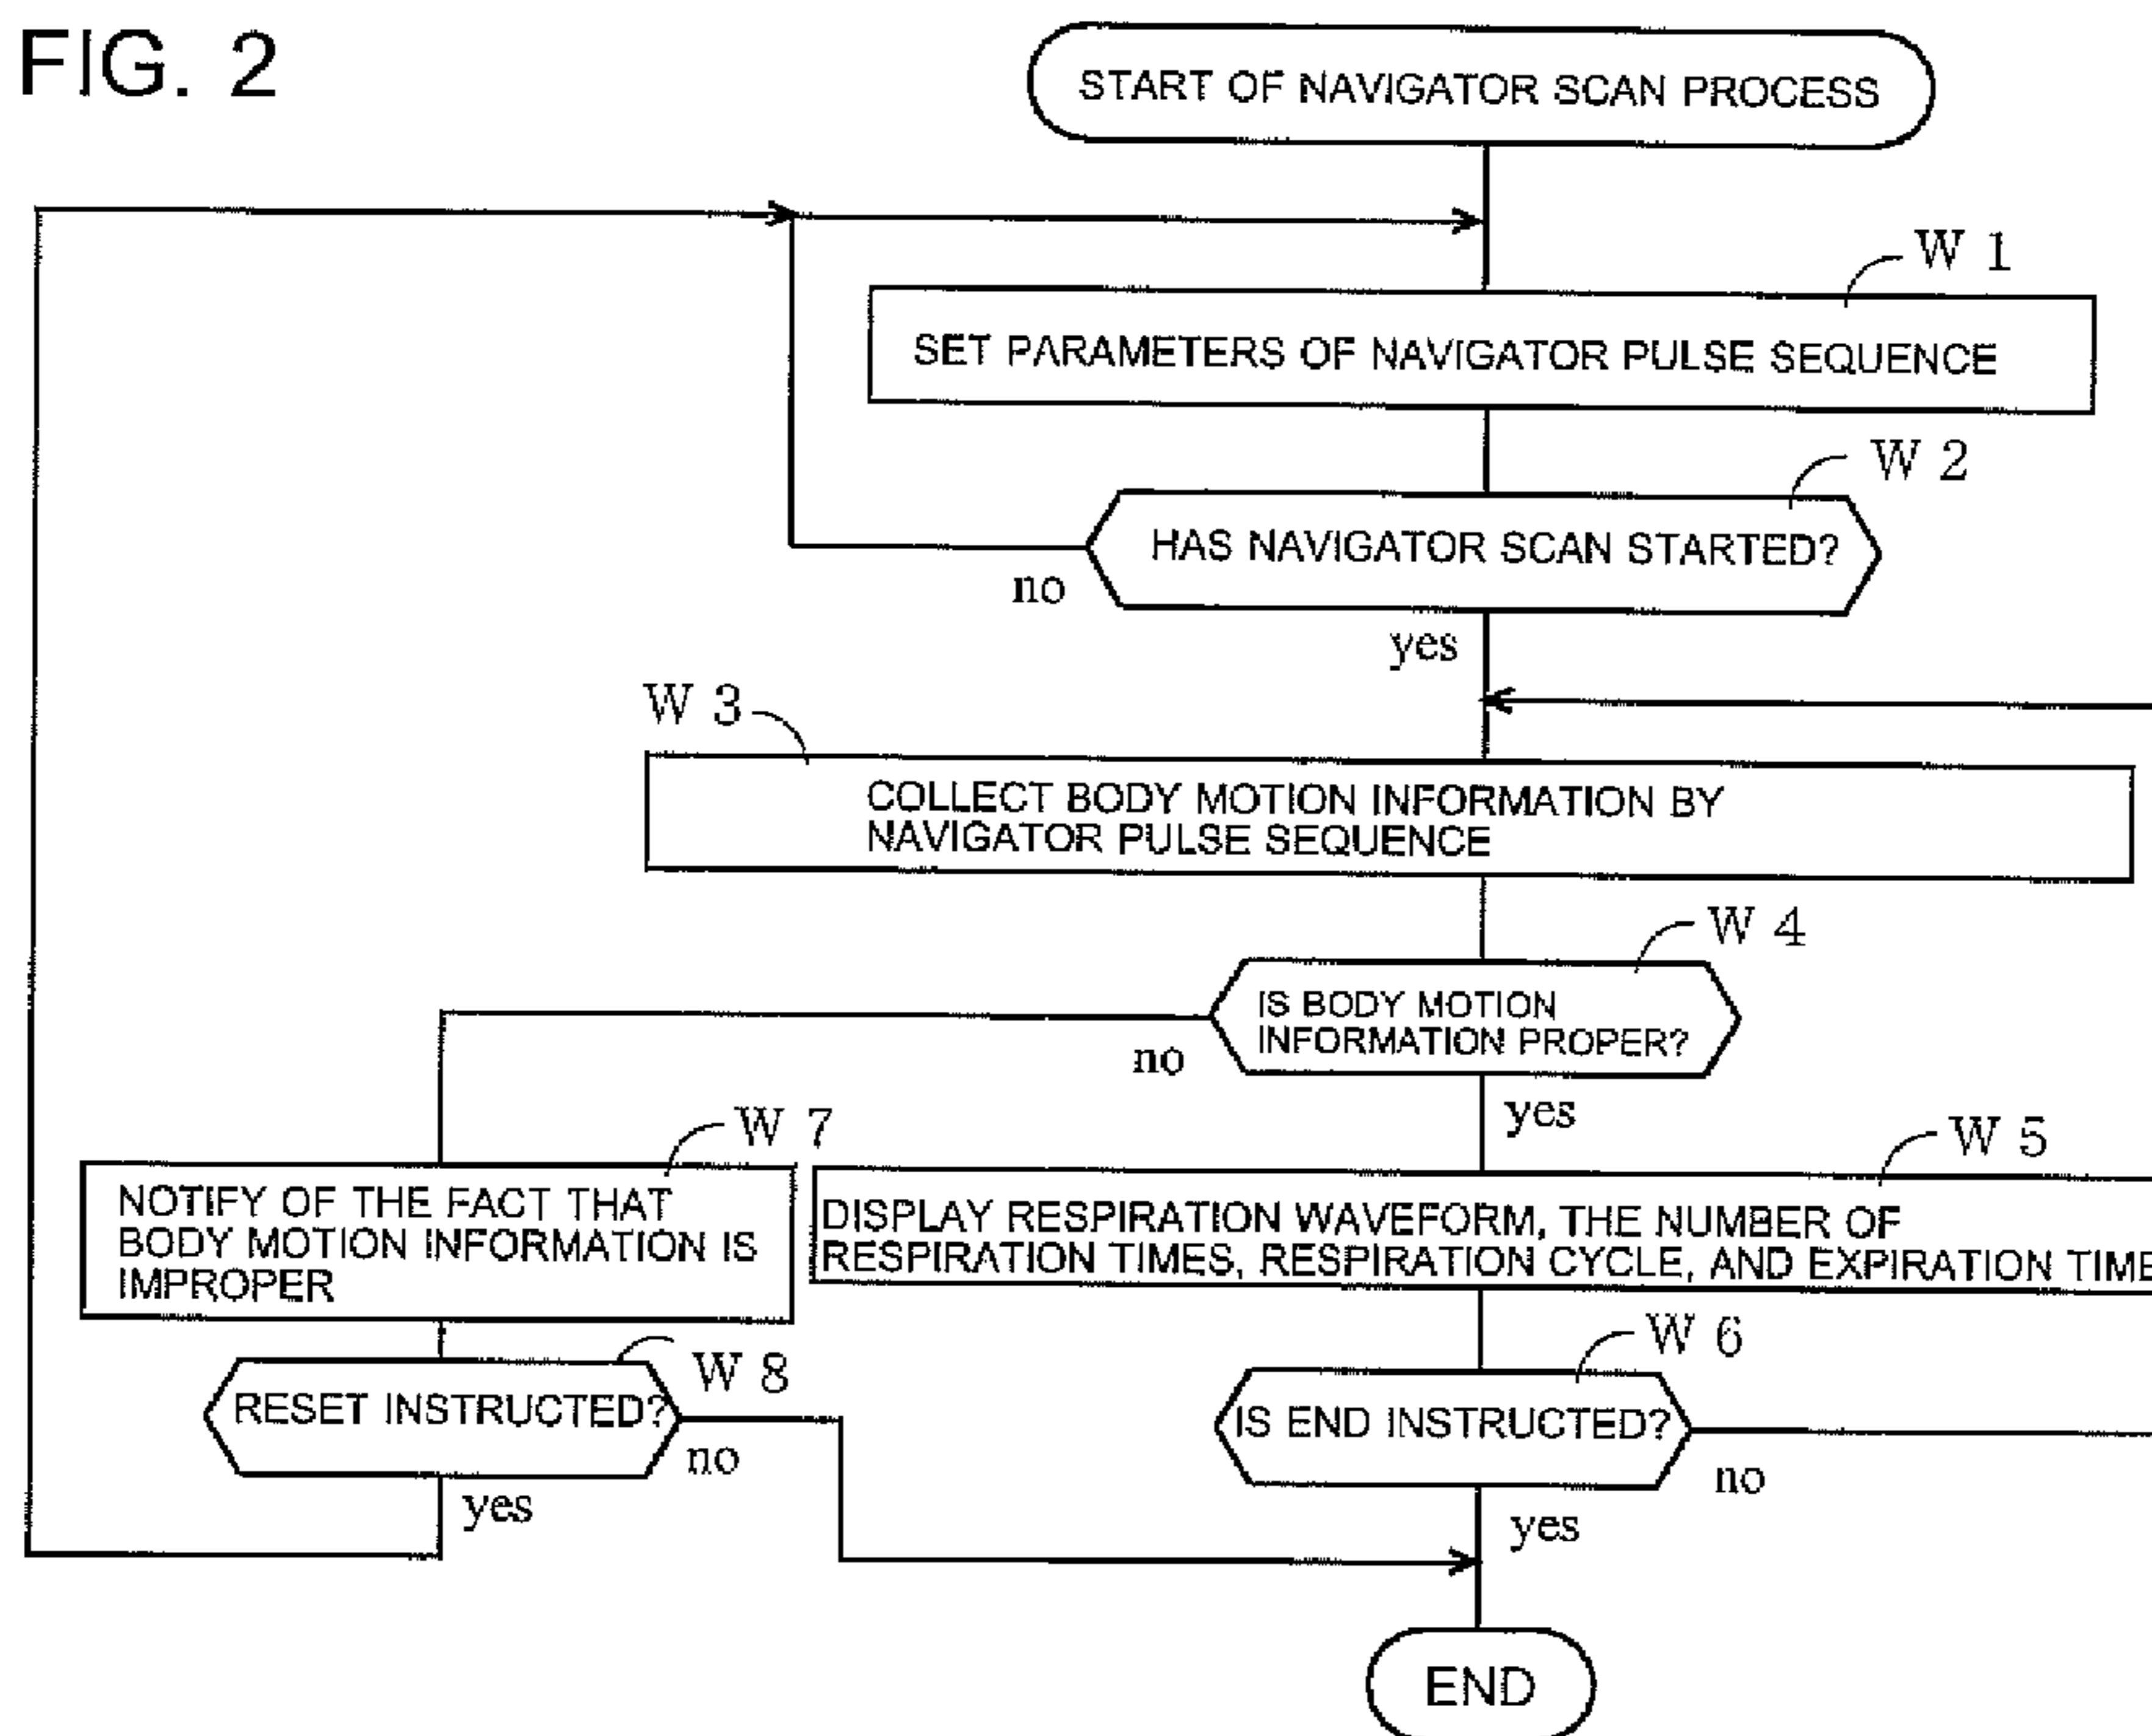 FIG. 2
START OF NAVIGATOR SCAN PROCESS
W 1
SET PARAMETERS OF NAVIGATOR PULSE SEQUENCE
W 2
HAS NAVIGATOR SCAN STARTED?
no
yes
W 3
COLLECT BODY MOTION INFORMATION BY
NAVIGATOR PULSE SEQUENCE
W 4
IS BODY MOTION
INFORMATION PROPER?
no
yes
W 7
W 5
NOTIFY OF THE FACT THAT
BODY MOTION INFORMATION IS
IMPROPER
DISPLAY RESPIRATION WAVEFORM, THE NUMBER OF
RESPIRATION TIMES, RESPIRATION CYCLE, AND EXPIRATION TIME
W 8
RESET INSTRUCTED?
no
yes
W 6
IS END INSTRUCTED?
no
yes
END